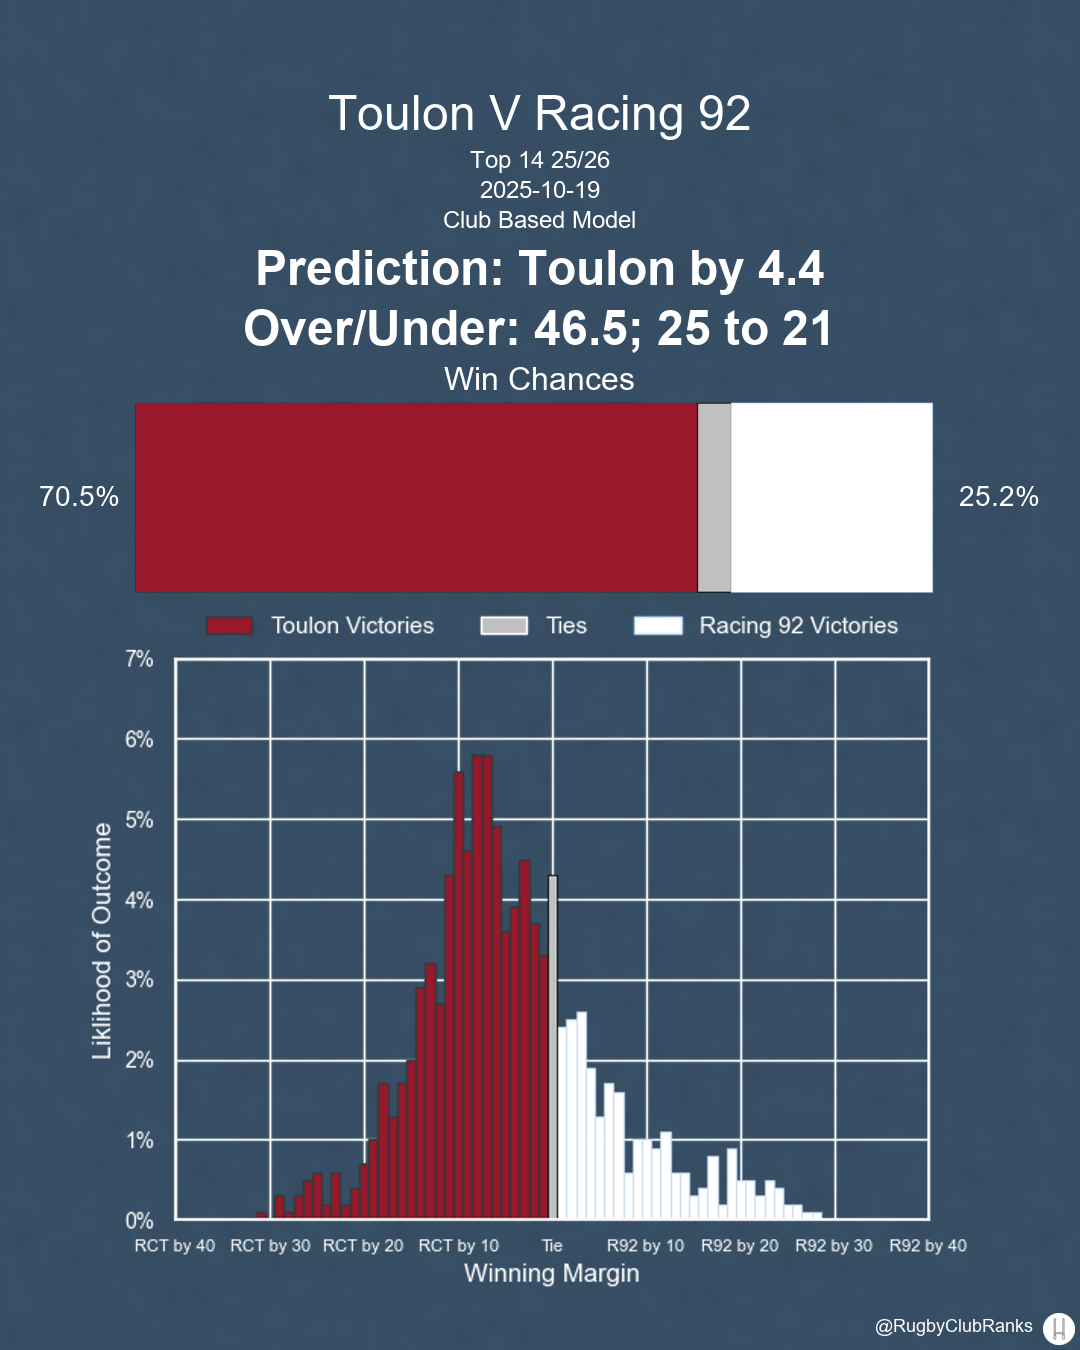 Toulon V Racing 92
Top 14 25/26
2025-10-19
Club Based Model
Prediction: Toulon by 4.4
Over/Under: 46.5; 25 to 21
Win Chances
70.5%
25.2%
Toulon Victories
Ties
Racing 92 Victories
7%
6%
5%
4%
3%
2%
1%
0%
Liklihood of Outcome
RCT by 40
RCT by 30
RCT by 20
RCT by 10
Tie
R92 by 10
R92 by 20
R92 by 30
R92 by 40
Winning Margin
@RugbyClubRanks